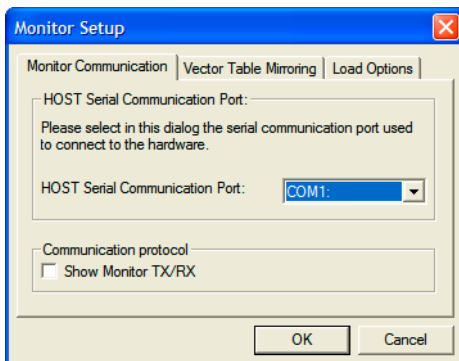 Monitor Setup
Monitor Communication Vector Table Mirroring Load Options
HOST Serial Communication Port:
Please select in this dialog the serial communication port used
to connect to the hardware.
HOST Serial Communication Port: COM1:
Communication protocol
Show Monitor TX/RX
OK Cancel